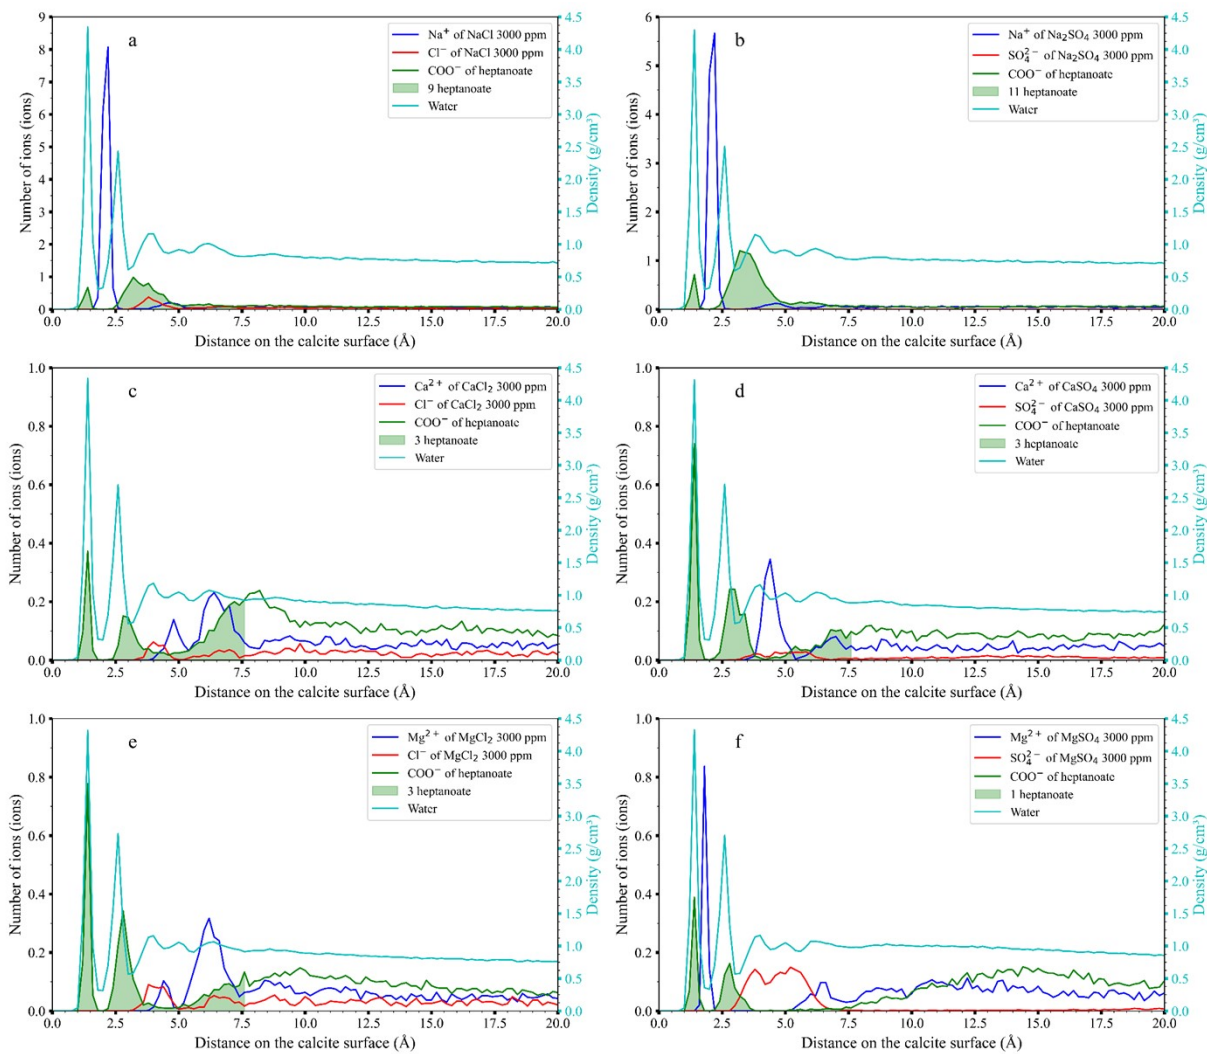 a
Na⁺ of NaCl 3000 ppm
Cl⁻ of NaCl 3000 ppm
COO⁻ of heptanoate
9 heptanoate
Water
Number of ions (ions)
9
8
7
6
5
4
3
2
1
0
4.5
4.0
3.5
3.0
2.5
2.0
1.5
1.0
0.5
0.0
Density (g/cm³)
0.0 2.5 5.0 7.5 10.0 12.5 15.0 17.5 20.0
Distance on the calcite surface (Å)
b
Na⁺ of Na₂SO₄ 3000 ppm
SO₄²⁻ of Na₂SO₄ 3000 ppm
COO⁻ of heptanoate
11 heptanoate
Water
Number of ions (ions)
6
5
4
3
2
1
0
4.5
4.0
3.5
3.0
2.5
2.0
1.5
1.0
0.5
0.0
Density (g/cm³)
0.0 2.5 5.0 7.5 10.0 12.5 15.0 17.5 20.0
Distance on the calcite surface (Å)
c
Ca²⁺ of CaCl₂ 3000 ppm
Cl⁻ of CaCl₂ 3000 ppm
COO⁻ of heptanoate
3 heptanoate
Water
Number of ions (ions)
1.0
0.8
0.6
0.4
0.2
0.0
4.5
4.0
3.5
3.0
2.5
2.0
1.5
1.0
0.5
0.0
Density (g/cm³)
0.0 2.5 5.0 7.5 10.0 12.5 15.0 17.5 20.0
Distance on the calcite surface (Å)
d
Ca²⁺ of CaSO₄ 3000 ppm
SO₄²⁻ of CaSO₄ 3000 ppm
COO⁻ of heptanoate
3 heptanoate
Water
Number of ions (ions)
1.0
0.8
0.6
0.4
0.2
0.0
4.5
4.0
3.5
3.0
2.5
2.0
1.5
1.0
0.5
0.0
Density (g/cm³)
0.0 2.5 5.0 7.5 10.0 12.5 15.0 17.5 20.0
Distance on the calcite surface (Å)
e
Mg²⁺ of MgCl₂ 3000 ppm
Cl⁻ of MgCl₂ 3000 ppm
COO⁻ of heptanoate
3 heptanoate
Water
Number of ions (ions)
1.0
0.8
0.6
0.4
0.2
0.0
4.5
4.0
3.5
3.0
2.5
2.0
1.5
1.0
0.5
0.0
Density (g/cm³)
0.0 2.5 5.0 7.5 10.0 12.5 15.0 17.5 20.0
Distance on the calcite surface (Å)
f
Mg²⁺ of MgSO₄ 3000 ppm
SO₄²⁻ of MgSO₄ 3000 ppm
COO⁻ of heptanoate
1 heptanoate
Water
Number of ions (ions)
1.0
0.8
0.6
0.4
0.2
0.0
4.5
4.0
3.5
3.0
2.5
2.0
1.5
1.0
0.5
0.0
Density (g/cm³)
0.0 2.5 5.0 7.5 10.0 12.5 15.0 17.5 20.0
Distance on the calcite surface (Å)